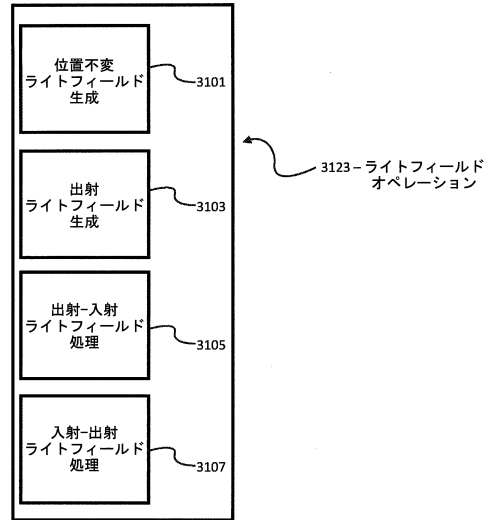 位置不変
ライトフィールド
生成
3101
出射
ライトフィールド
生成
3103
3123–ライトフィールド
オペレーション
出射–入射
ライトフィールド
処理
3105
入射–出射
ライトフィールド
処理
3107